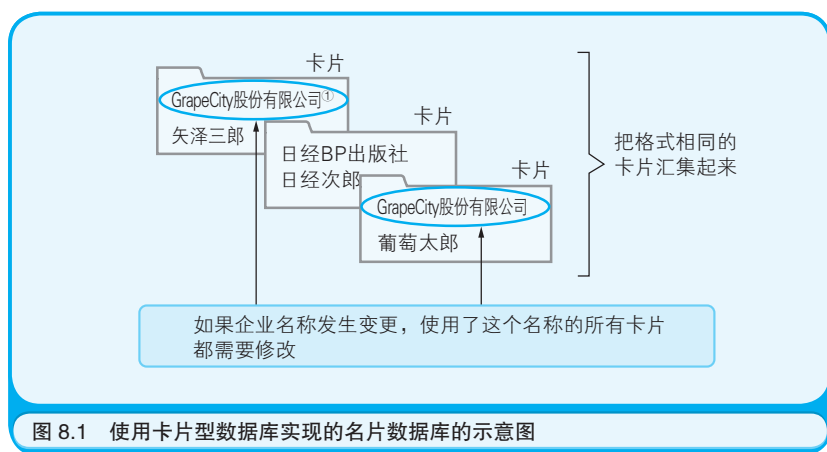 卡片
GrapeCity股份有限公司①
矢泽三郎
卡片
日经BP出版社
日经次郎
卡片
GrapeCity股份有限公司
葡萄太郎
把格式相同的
卡片汇集起来
如果企业名称发生变更，使用了这个名称的所有卡片
都需要修改
图 8.1 使用卡片型数据库实现的名片数据库的示意图